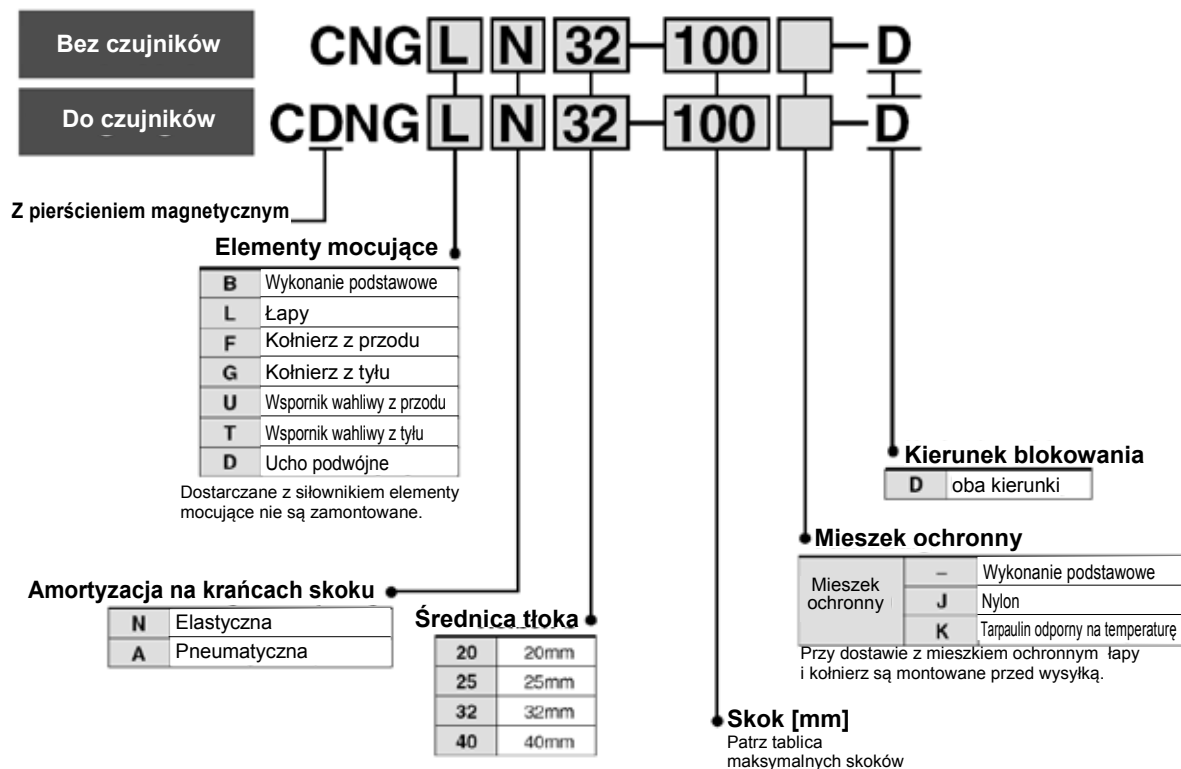 Bez czujników
CNG L N 32-100 -D
Do czujników
CDNG L N 32-100 -D
Z pierścieniem magnetycznym
Elementy mocujące
B Wykonanie podstawowe
L Łapy
F Kołnierz z przodu
G Kołnierz z tyłu
U Wspornik wahliwy z przodu
T Wspornik wahliwy z tyłu
D Ucho podwójne
Dostarczane z siłownikiem elementy
mocujące nie są zamontowane.
Kierunek blokowania
D oba kierunki
Mieszek ochronny
Mieszek
ochronny
– Wykonanie podstawowe
J Nylon
K Tarpaulin odporny na temperaturę
Przy dostawie z mieszkiem ochronnym łapy
i kołnierz są montowane przed wysyłką.
Amortyzacja na krańcach skoku
N Elastyczna
A Pneumatyczna
Średnica tłoka
20 20mm
25 25mm
32 32mm
40 40mm
Skok [mm]
Patrz tablica
maksymalnych skoków